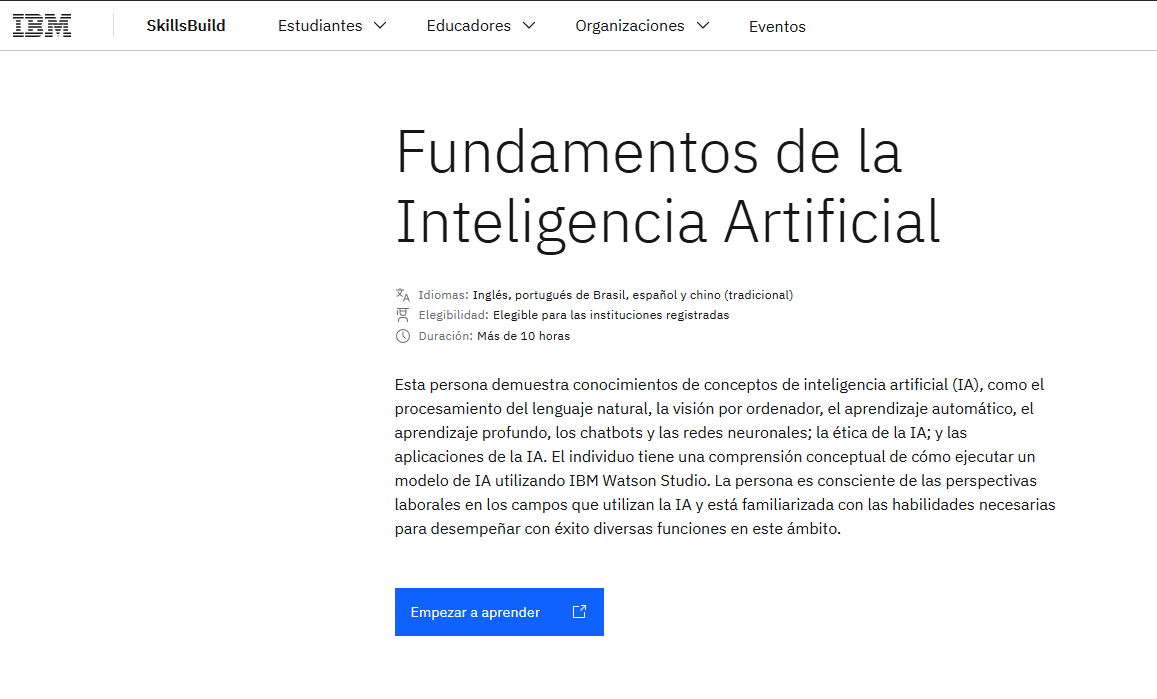 IBM
SkillsBuild
Estudiantes
Educadores
Organizaciones
Eventos
Fundamentos de la
Inteligencia Artificial
Idiomas: Inglés, portugués de Brasil, español y chino (tradicional)
Elegibilidad: Elegible para las instituciones registradas
Duración: Más de 10 horas
Esta persona demuestra conocimientos de conceptos de inteligencia artificial (IA), como el
procesamiento del lenguaje natural, la visión por ordenador, el aprendizaje automático, el
aprendizaje profundo, los chatbots y las redes neuronales; la ética de la IA; y las
aplicaciones de la IA. El individuo tiene una comprensión conceptual de cómo ejecutar un
modelo de IA utilizando IBM Watson Studio. La persona es consciente de las perspectivas
laborales en los campos que utilizan la IA y está familiarizada con las habilidades necesarias
para desempeñar con éxito diversas funciones en este ámbito.
Empezar a aprender